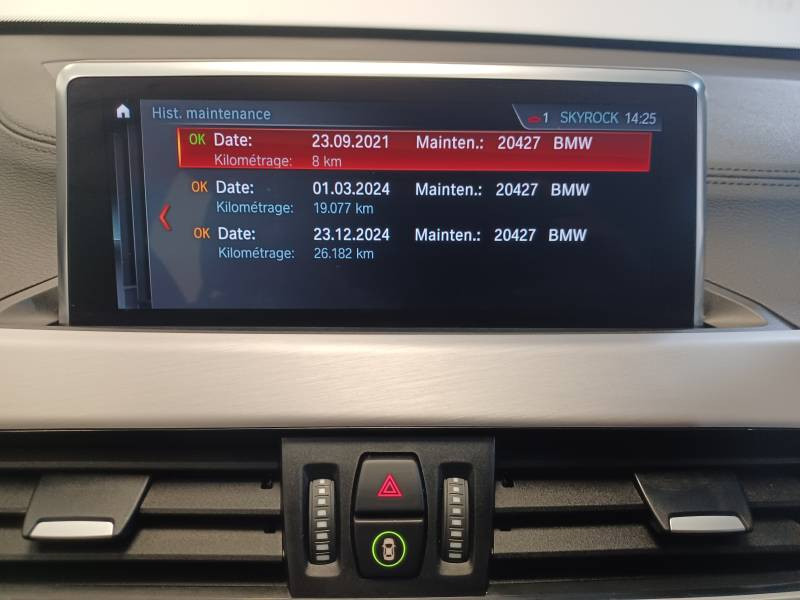 Hist. maintenance 1 SKYROCK 14:25
OK Date: 23.09.2021 Mainten.: 20427 BMW
Kilométrage: 8 km
OK Date: 01.03.2024 Mainten.: 20427 BMW
Kilométrage: 19.077 km
OK Date: 23.12.2024 Mainten.: 20427 BMW
Kilométrage: 26.182 km